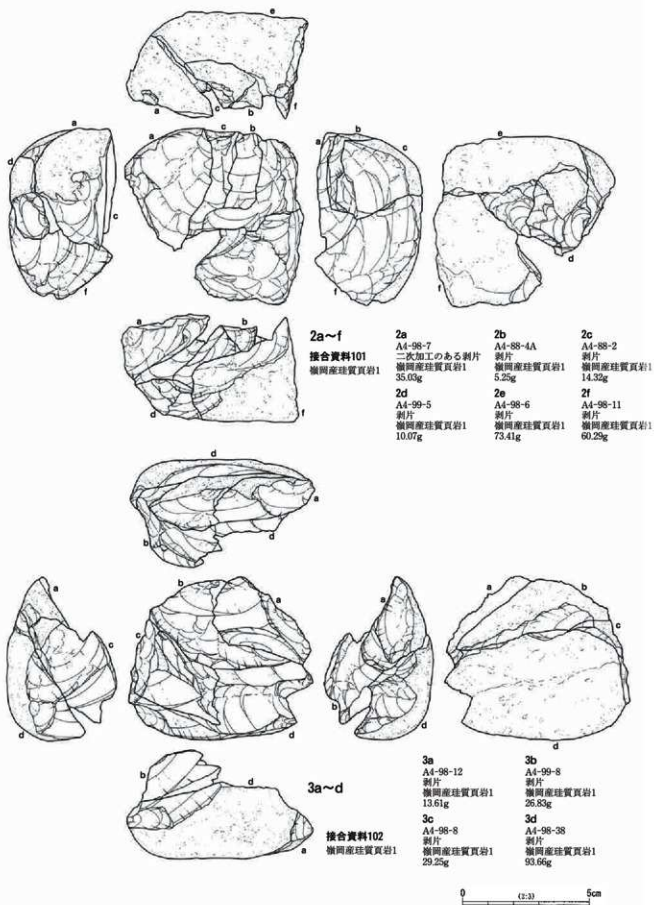 e
a
c
b
f
a
d
c
f
a
c
b
a
b
c
f
e
f
d
a
b
d
f
2a~f
接合資料101
嶺岡産珪質頁岩1
2a
A4-98-7
二次加工のある剥片
嶺岡産珪質頁岩1
35.03g
2b
A4-88-4A
剥片
嶺岡産珪質頁岩1
5.25g
2c
A4-88-2
剥片
嶺岡産珪質頁岩1
14.32g
2d
A4-99-5
剥片
嶺岡産珪質頁岩1
10.07g
2e
A4-98-6
剥片
嶺岡産珪質頁岩1
73.41g
2f
A4-98-11
剥片
嶺岡産珪質頁岩1
60.29g
d
a
b
d
a
c
d
b
a
c
d
a
b
d
a
b
c
d
b
d
a
3a~d
接合資料102
嶺岡産珪質頁岩1
3a
A4-98-12
剥片
嶺岡産珪質頁岩1
13.61g
3b
A4-99-8
剥片
嶺岡産珪質頁岩1
26.83g
3c
A4-98-8
剥片
嶺岡産珪質頁岩1
29.25g
3d
A4-98-38
剥片
嶺岡産珪質頁岩1
93.66g
0 (2:3) 5cm